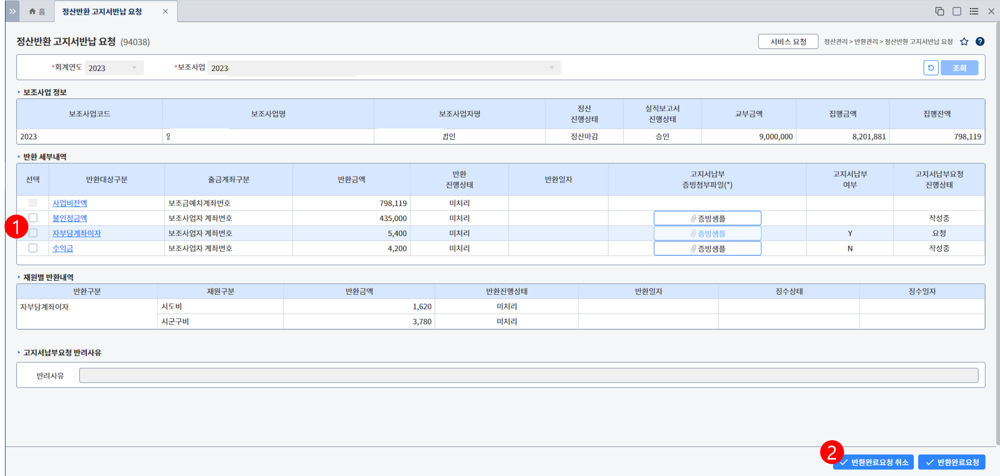 홈
정산반환 고지서반납 요청
정산반환 고지서반납 요청 (94038)
서비스 요청
정산관리 > 반환관리 > 정산반환 고지서반납 요청
*회계연도 2023 *보조사업 2023
조회
보조사업 정보
보조사업코드 보조사업명 보조사업자명 정산 진행상태 실적보고서 진행상태 교부금액 집행금액 집행잔액
2023 법인 정산마감 승인 9,000,000 8,201,881 798,119
반환 세부내역
선택 반환대상구분 출금계좌구분 반환금액 반환 진행상태 반환일자 고지서납부 증빙첨부파일(*) 고지서납부 여부 고지서납부요청 진행상태
사업비잔액 보조금예치계좌번호 798,119 미처리
불인정금액 보조사업자 계좌번호 435,000 미처리 증빙샘플 작성중
1
자부담계좌이자 보조사업자 계좌번호 5,400 미처리 증빙샘플 Y 요청
수익금 보조사업자 계좌번호 4,200 미처리 증빙샘플 N 작성중
재원별 반환내역
반환구분 재원구분 반환금액 반환진행상태 반환일자 징수상태 징수일자
자부담계좌이자 시도비 1,620 미처리
시군구비 3,780 미처리
고지서납부요청 반려사유
반려사유
2
반환완료요청 취소 반환완료요청